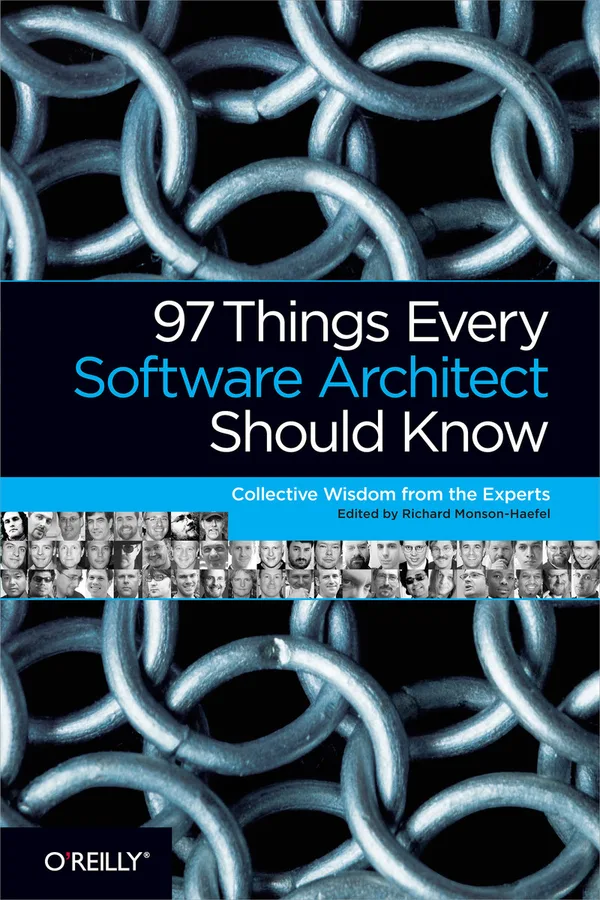 97 Things Every
Software Architect
Should Know
Collective Wisdom from the Experts
Edited by Richard Monson-Haefel
O'REILLY®